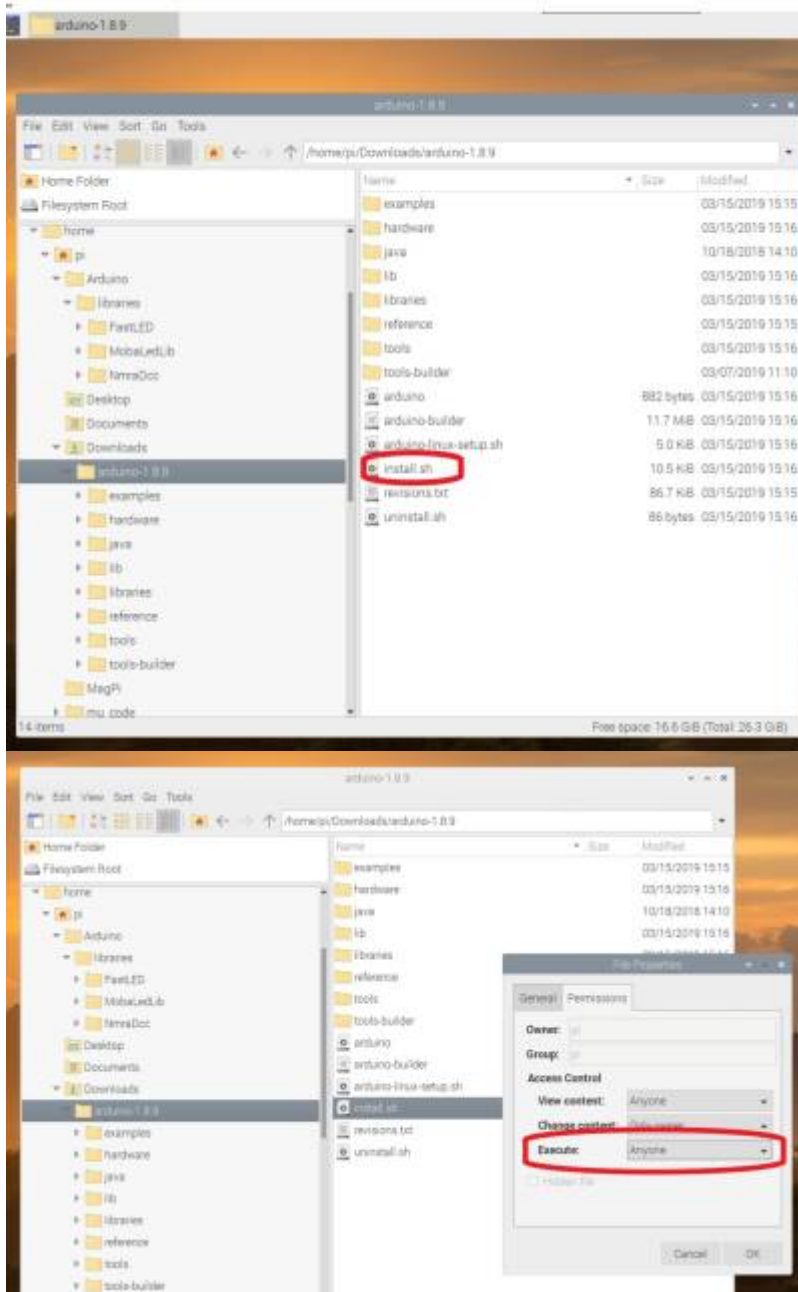 arduino-1.8.9
arduino-1.8.9
File Edit View Sort Go Tools
/home/pi/Downloads/arduino-1.8.9
Home Folder
Filesystem Root
home
pi
Arduino
libraries
FastLED
MobaLedLib
NmraDcc
Desktop
Documents
Downloads
arduino-1.8.9
examples
hardware
java
lib
libraries
reference
tools
tools-builder
MagPi
mu_code
Name Size Modified
examples 03/15/2019 15:15
hardware 03/15/2019 15:16
java 10/18/2018 14:10
lib 03/15/2019 15:16
libraries 03/15/2019 15:16
reference 03/15/2019 15:15
tools 03/15/2019 15:16
tools-builder 03/07/2019 11:10
arduino 882 bytes 03/15/2019 15:16
arduino-builder 11.7 MiB 03/15/2019 15:16
arduino-linux-setup.sh 5.0 KiB 03/15/2019 15:16
install.sh 10.5 KiB 03/15/2019 15:16
revisions.txt 86.7 KiB 03/15/2019 15:15
uninstall.sh 86 bytes 03/15/2019 15:16
14 items Free space: 16.6 GiB (Total: 26.3 GiB)
arduino-1.8.9
File Edit View Sort Go Tools
/home/pi/Downloads/arduino-1.8.9
Home Folder
Filesystem Root
home
pi
Arduino
libraries
FastLED
MobaLedLib
NmraDcc
Desktop
Documents
Downloads
arduino-1.8.9
examples
hardware
java
lib
libraries
reference
tools
tools-builder
Name Size Modified
examples 03/15/2019 15:15
hardware 03/15/2019 15:16
java 10/18/2018 14:10
lib 03/15/2019 15:16
libraries
reference
tools
tools-builder
arduino
arduino-builder
arduino-linux-setup.sh
install.sh
revisions.txt
uninstall.sh
File Properties
General Permissions
Owner:
Group:
Access Control
View content: Anyone
Change content: Only owner
Execute: Anyone
Hidden file
Cancel OK